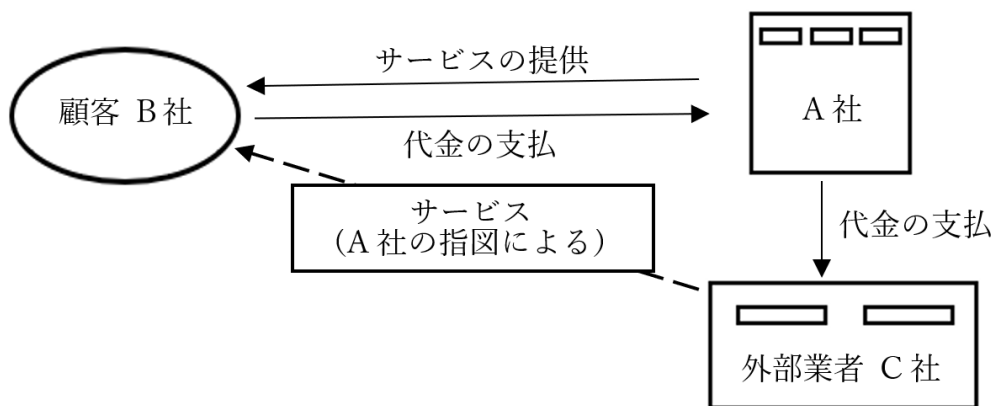 サービスの提供
顧客 B社
A社
代金の支払
サービス
(A社の指図による)
代金の支払
外部業者 C社